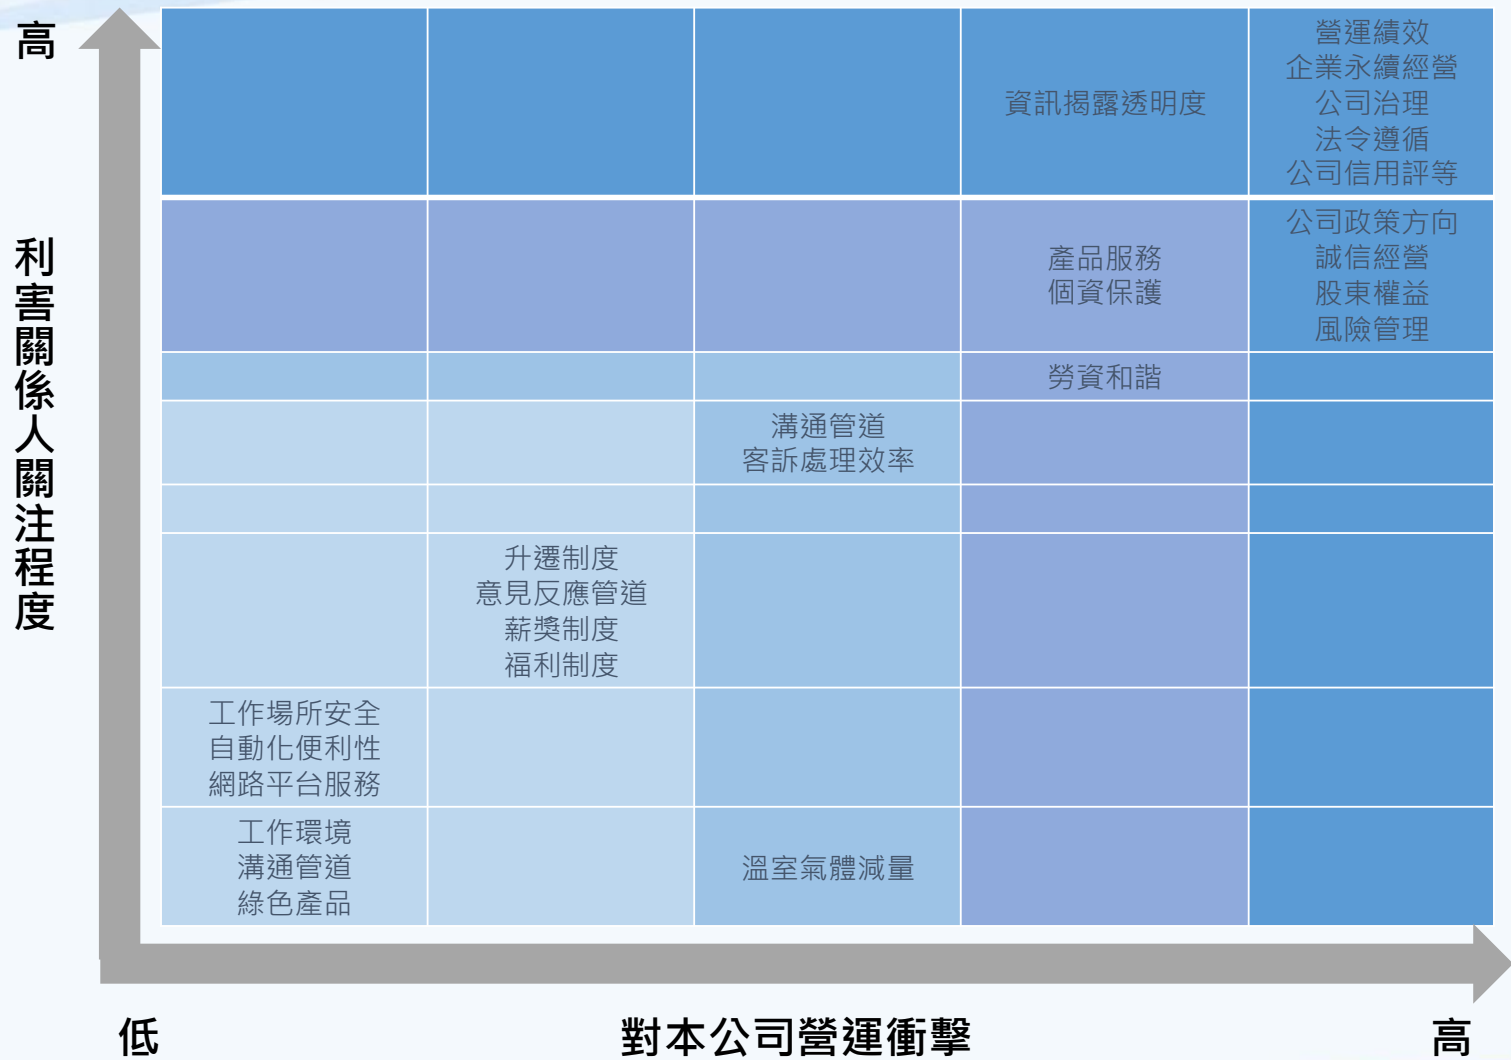 高
利害關係人關注程度
資訊揭露透明度
營運績效
企業永續經營
公司治理
法令遵循
公司信用評等
產品服務
個資保護
公司政策方向
誠信經營
股東權益
風險管理
勞資和諧
溝通管道
客訴處理效率
升遷制度
意見反應管道
薪獎制度
福利制度
工作場所安全
自動化便利性
網路平台服務
工作環境
溝通管道
綠色產品
溫室氣體減量
低
對本公司營運衝擊
高